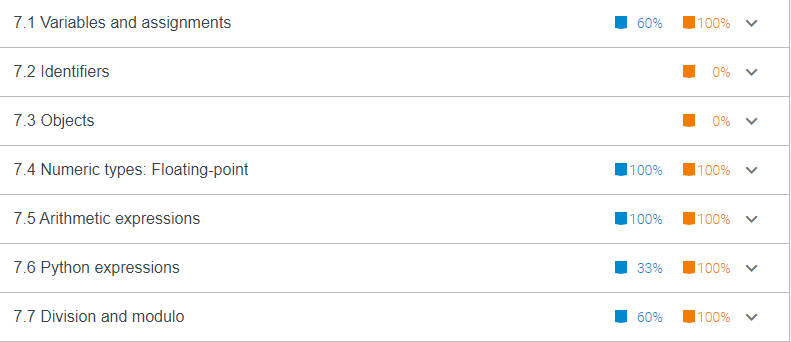 7.1 Variables and assignments 60% 100%
7.2 Identifiers 0%
7.3 Objects 0%
7.4 Numeric types: Floating-point 100% 100%
7.5 Arithmetic expressions 100% 100%
7.6 Python expressions 33% 100%
7.7 Division and modulo 60% 100%